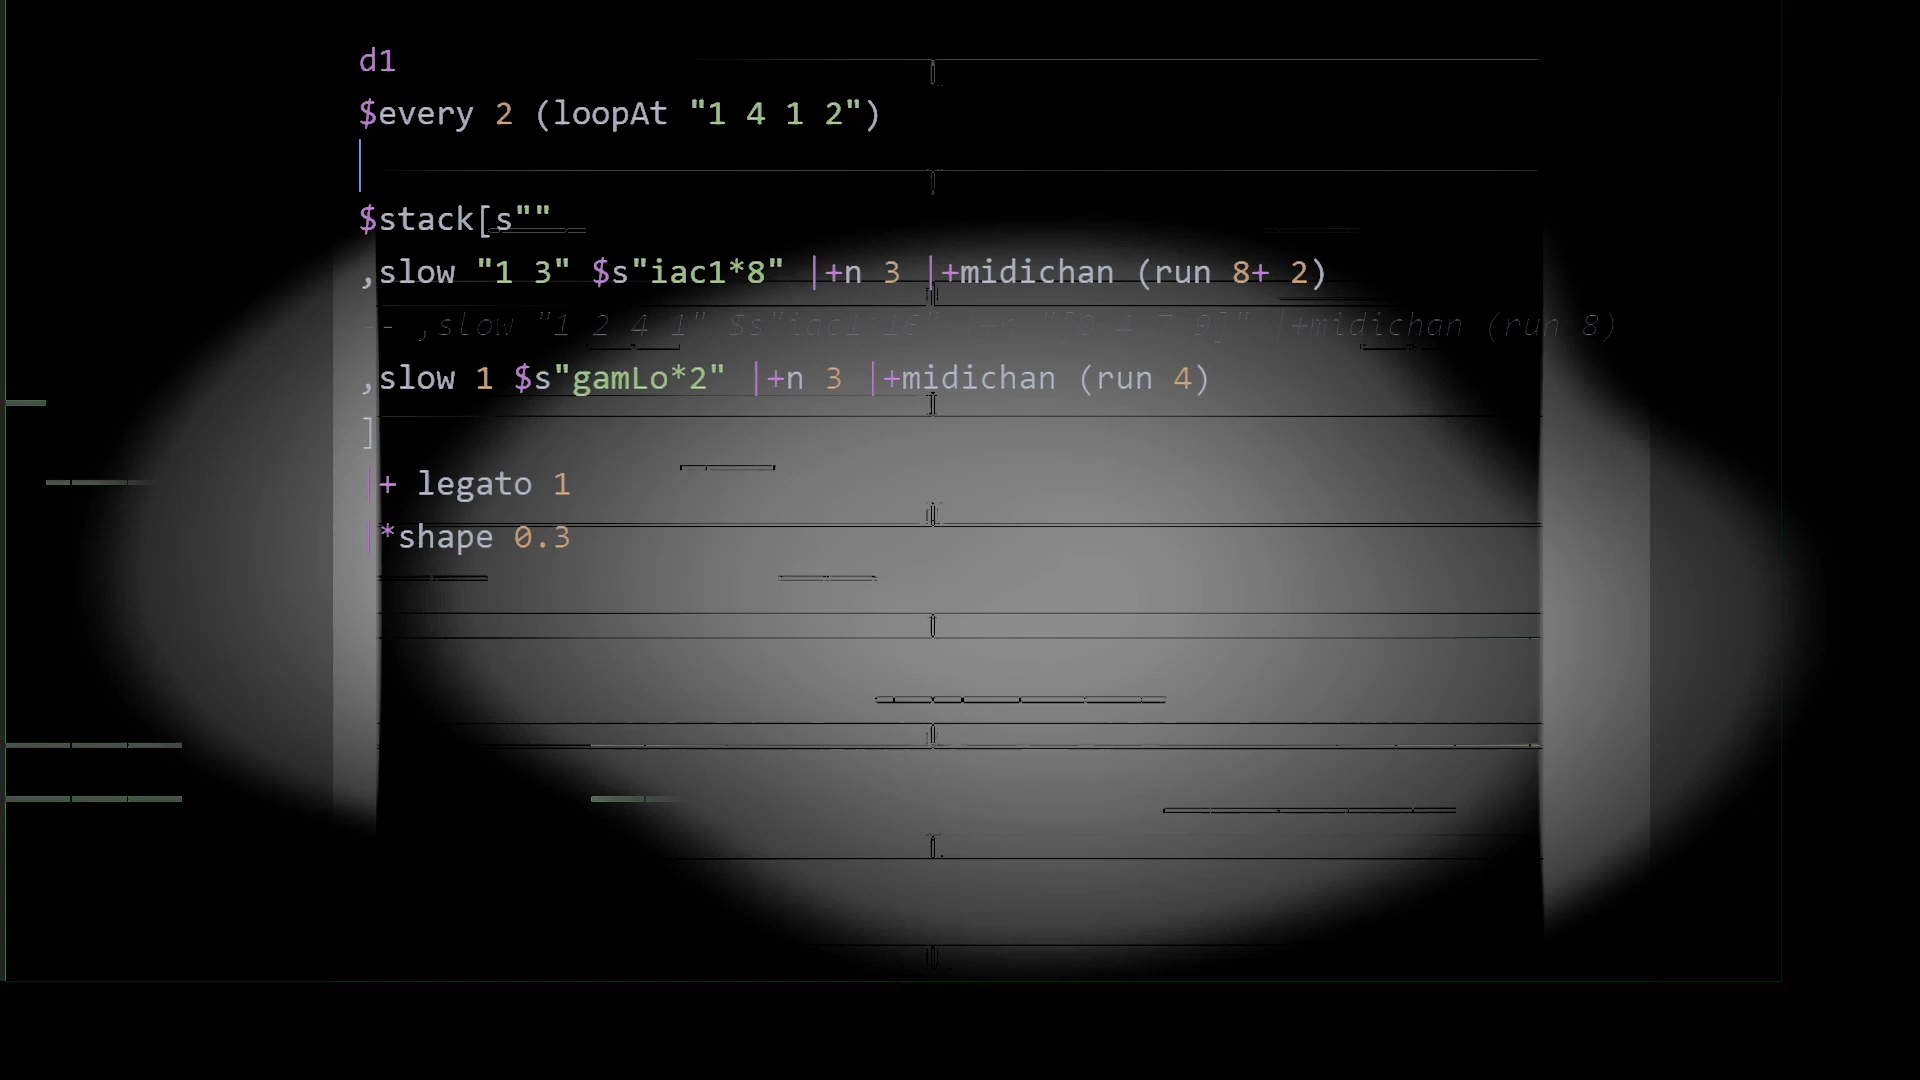 d1
$every 2 (loopAt "1 4 1 2")
$stack[s""
,slow "1 3" $s"iac1*8" |+n 3 |+midichan (run 8+ 2)
-- ,slow "1 2 4 1" $s"iac1*16" |+n "[0 4 7 9]" |+midichan (run 8)
,slow 1 $s"gamLo*2" |+n 3 |+midichan (run 4)
]
|+ legato 1
|*shape 0.3